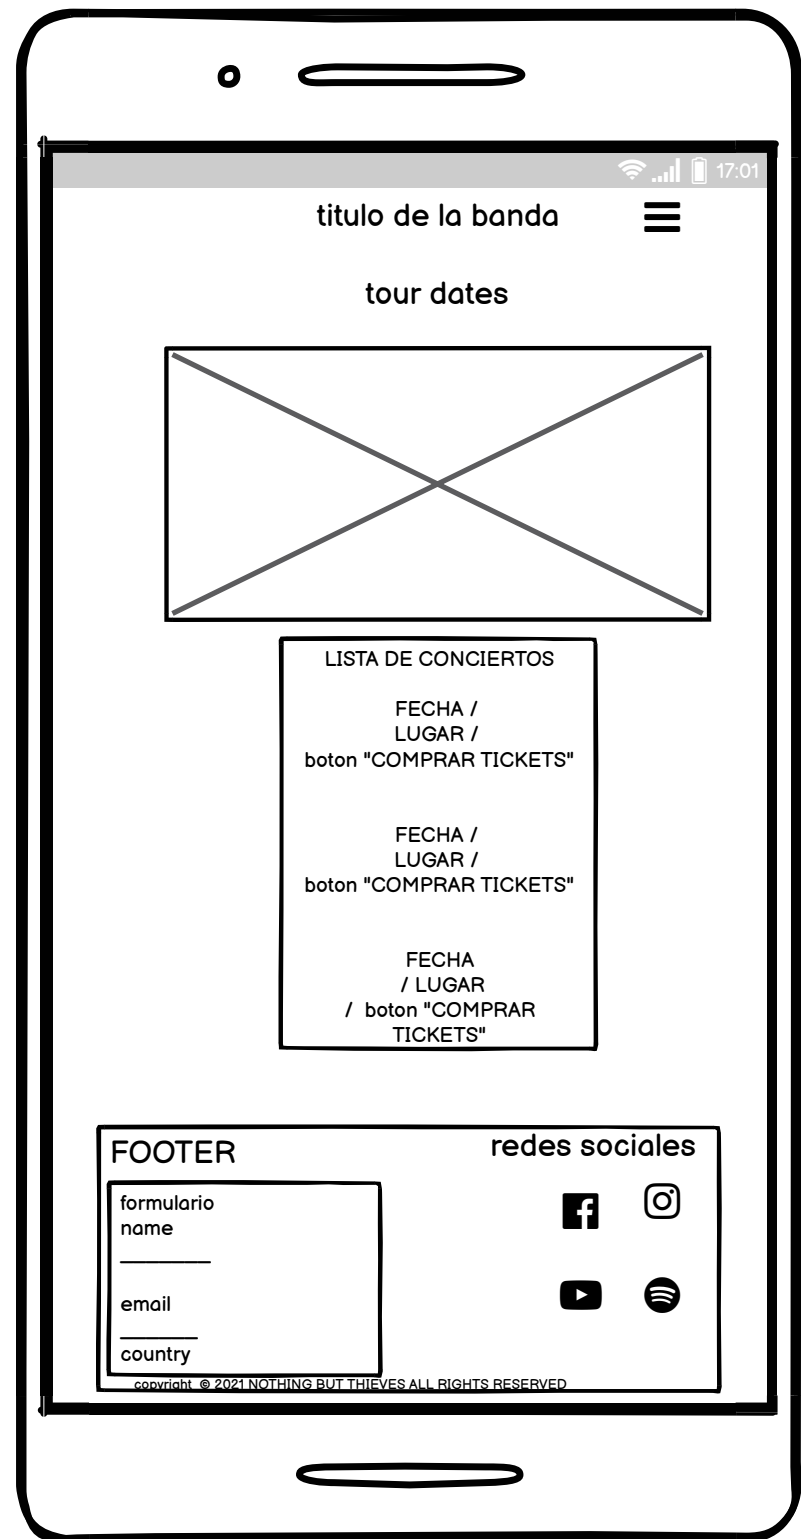 17:01
titulo de la banda
tour dates
LISTA DE CONCIERTOS
FECHA /
LUGAR /
boton "COMPRAR TICKETS"
FECHA /
LUGAR /
boton "COMPRAR TICKETS"
FECHA
/ LUGAR
/ boton "COMPRAR
TICKETS"
FOOTER
redes sociales
formulario
name
email
country
copyright © 2021 NOTHING BUT THIEVES ALL RIGHTS RESERVED